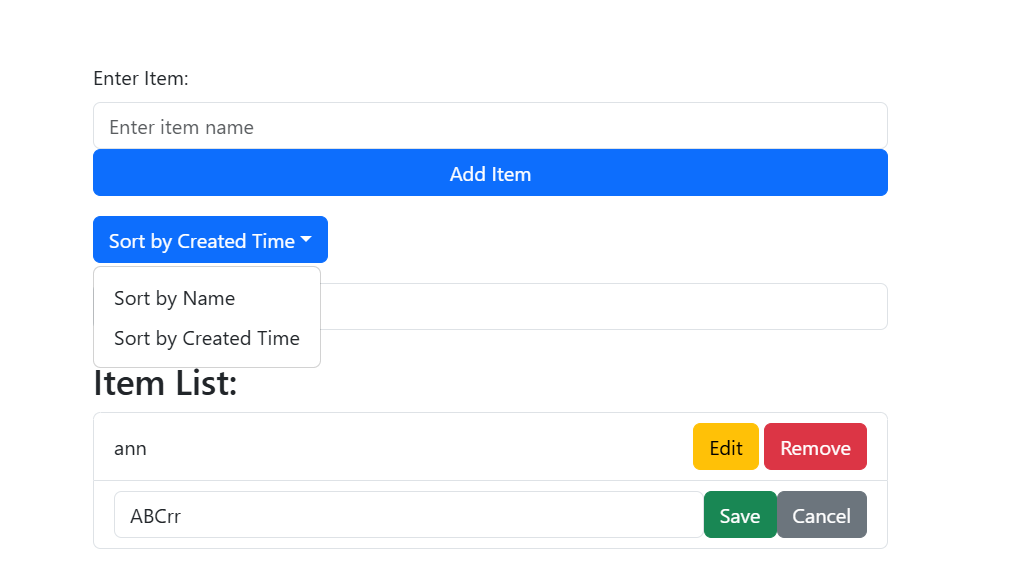 Enter Item:
Enter item name
Add Item
Sort by Created Time
Sort by Name
Sort by Created Time
Item List:
ann Edit Remove
ABCrr Save Cancel